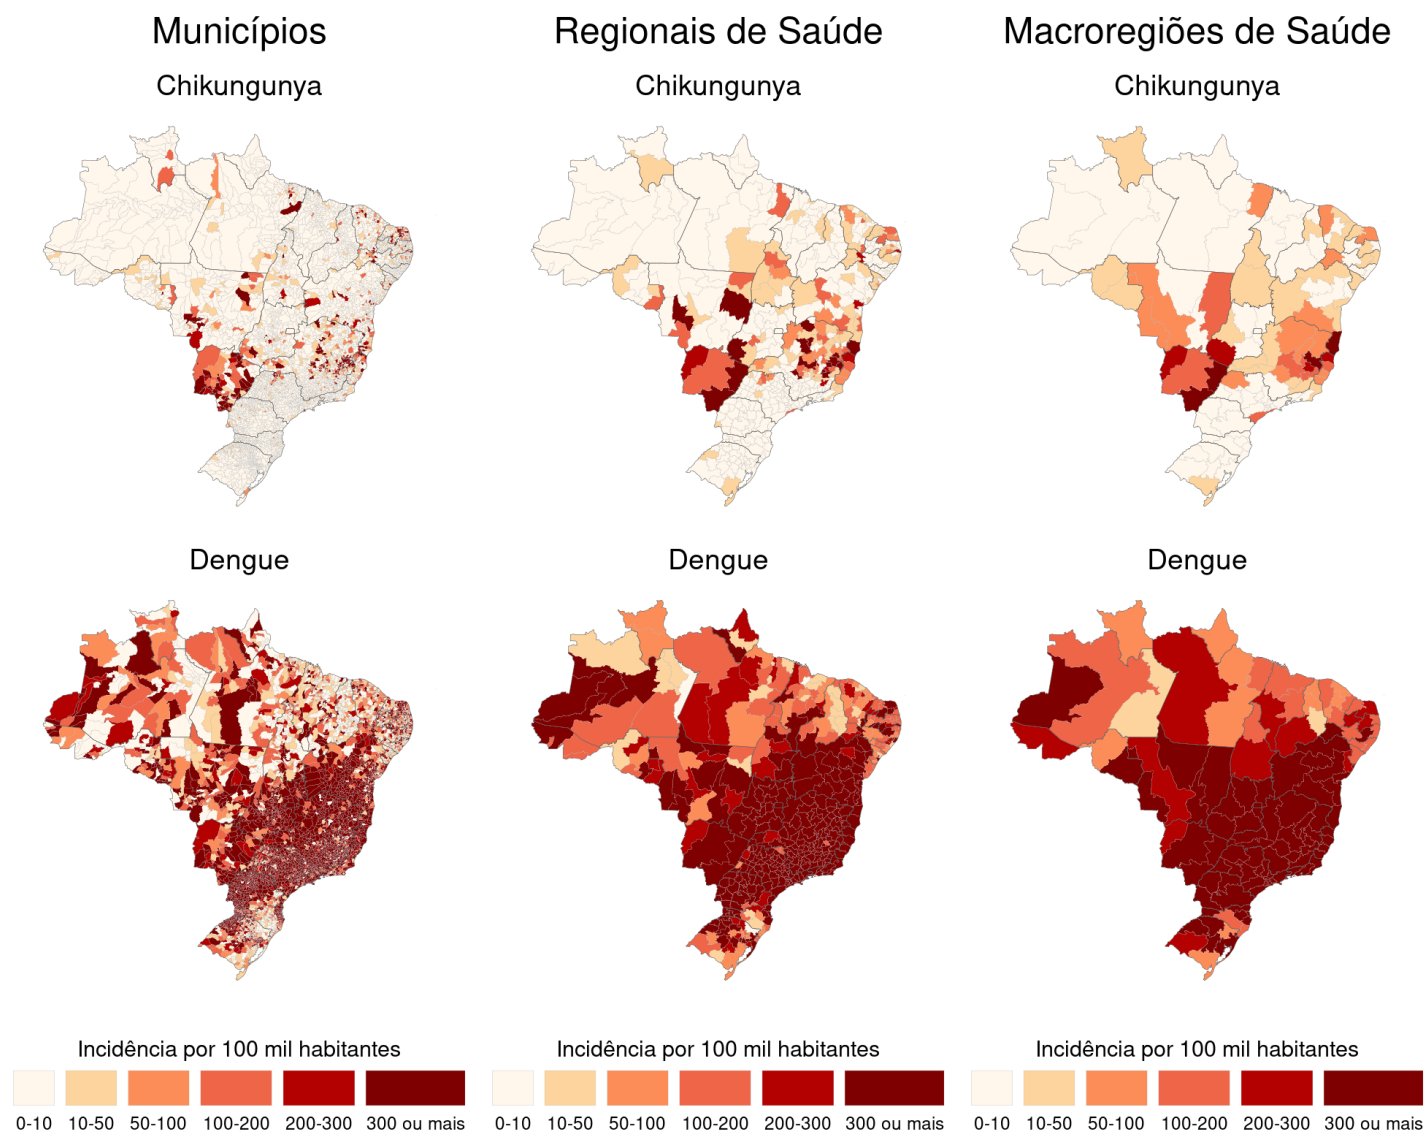 Municípios Regionais de Saúde Macroregiões de Saúde
Chikungunya Chikungunya Chikungunya
Dengue Dengue Dengue
Incidência por 100 mil habitantes Incidência por 100 mil habitantes Incidência por 100 mil habitantes
0-10 10-50 50-100 100-200 200-300 300 ou mais 0-10 10-50 50-100 100-200 200-300 300 ou mais 0-10 10-50 50-100 100-200 200-300 300 ou mais